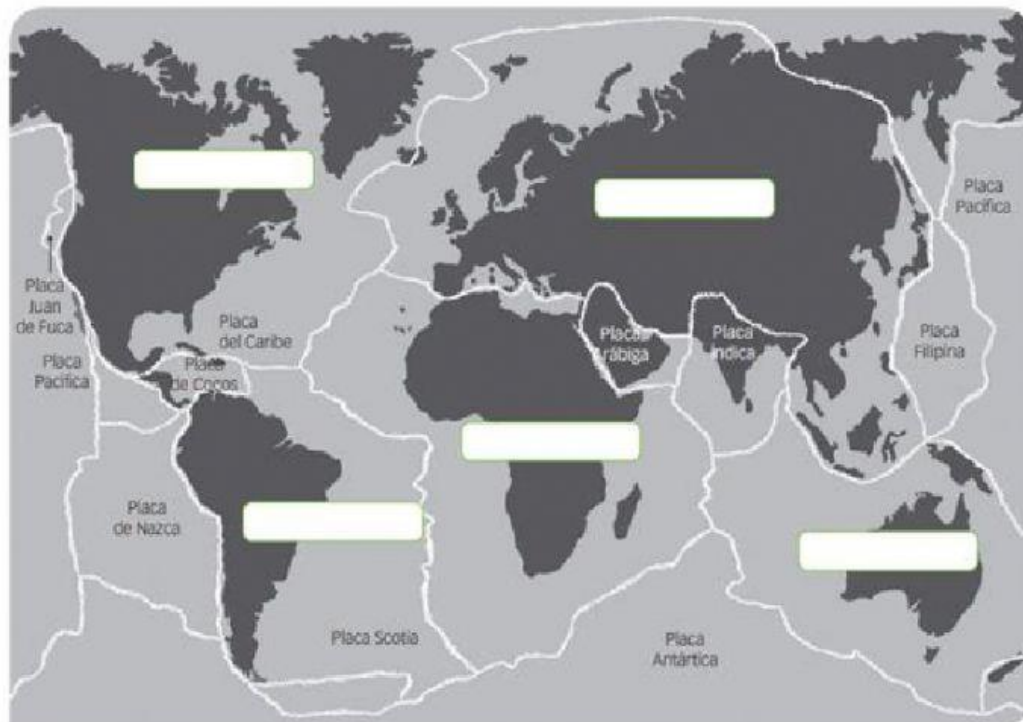 Placa
Pacífica
Placa
Juan
de Fuca
Placa
Pacífica
Placa
del Caribe
Placa
de Cocos
Placa
Arábiga
Placa
Índica
Placa
Filipina
Placa
de Nazca
Placa Scotia
Placa
Antártica